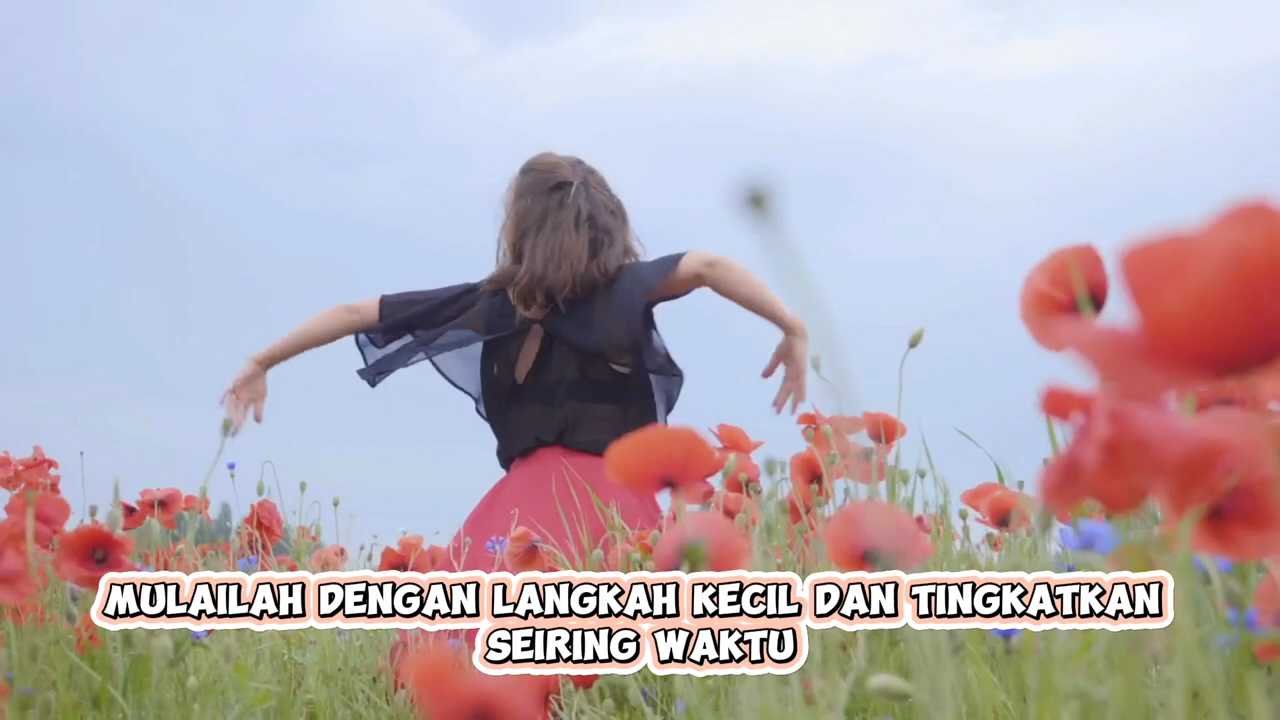 MULAILAH DENGAN LANGKAH KECIL DAN TINGKATKAN
SEIRING WAKTU